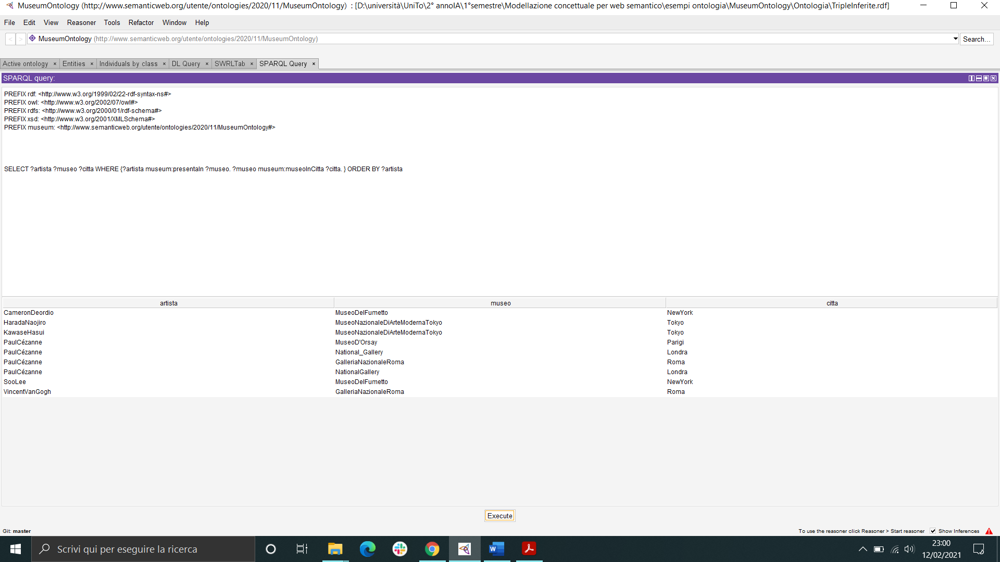 MuseumOntology (http://www.semanticweb.org/utente/ontologies/2020/11/MuseumOntology) : [D:\università\UniTo\2° annoIA\1°semestre\Modellazione concettuale per web semantico\esempi ontologia\MuseumOntology\Ontologia\TripleInferite.rdf]
File Edit View Reasoner Tools Refactor Window Help
< > MuseumOntology (http://www.semanticweb.org/utente/ontologies/2020/11/MuseumOntology) Search...
Active ontology × Entities × Individuals by class × DL Query × SWRLTab × SPARQL Query ×
SPARQL query:
PREFIX rdf: <http://www.w3.org/1999/02/22-rdf-syntax-ns#>
PREFIX owl: <http://www.w3.org/2002/07/owl#>
PREFIX rdfs: <http://www.w3.org/2000/01/rdf-schema#>
PREFIX xsd: <http://www.w3.org/2001/XMLSchema#>
PREFIX museum: <http://www.semanticweb.org/utente/ontologies/2020/11/MuseumOntology#>
SELECT ?artista ?museo ?citta WHERE {?artista museum:presentaIn ?museo. ?museo museum:museoInCitta ?citta. } ORDER BY ?artista
artista museo citta
CameronDeordio MuseoDelFumetto NewYork
HaradaNaojiro MuseoNazionaleDiArteModernaTokyo Tokyo
KawaseHasui MuseoNazionaleDiArteModernaTokyo Tokyo
PaulCézanne MuseoD'Orsay Parigi
PaulCézanne National_Gallery Londra
PaulCézanne GalleriaNazionaleRoma Roma
PaulCézanne NationalGallery Londra
SooLee MuseoDelFumetto NewYork
VincentVanGogh GalleriaNazionaleRoma Roma
Execute
Git: master To use the reasoner click Reasoner > Start reasoner Show Inferences
Scrivi qui per eseguire la ricerca
23:00
12/02/2021